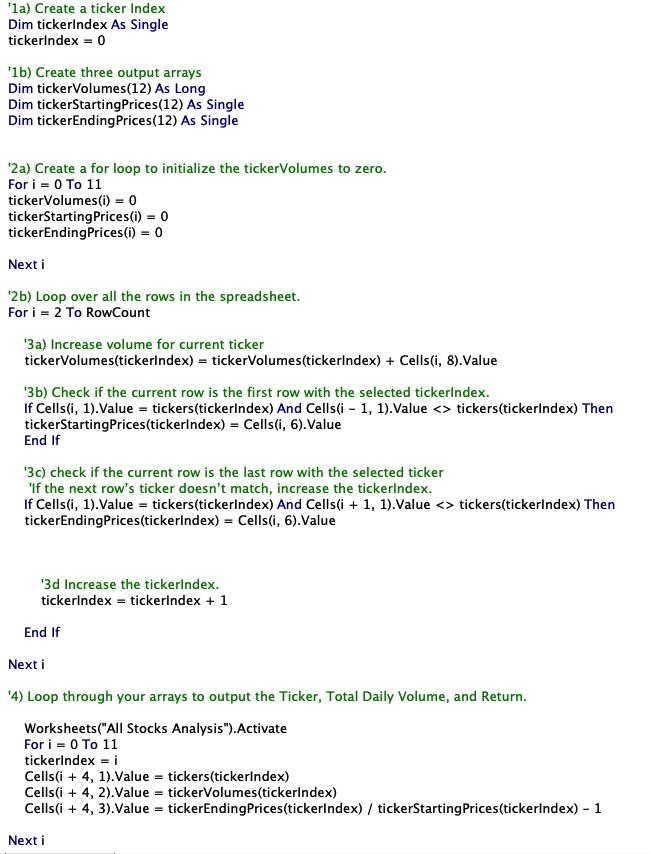 '1a) Create a ticker Index
Dim tickerIndex As Single
tickerIndex = 0
'1b) Create three output arrays
Dim tickerVolumes(12) As Long
Dim tickerStartingPrices(12) As Single
Dim tickerEndingPrices(12) As Single
'2a) Create a for loop to initialize the tickerVolumes to zero.
For i = 0 To 11
tickerVolumes(i) = 0
tickerStartingPrices(i) = 0
tickerEndingPrices(i) = 0
Next i
'2b) Loop over all the rows in the spreadsheet.
For i = 2 To RowCount
'3a) Increase volume for current ticker
tickerVolumes(tickerIndex) = tickerVolumes(tickerIndex) + Cells(i, 8).Value
'3b) Check if the current row is the first row with the selected tickerIndex.
If Cells(i, 1).Value = tickers(tickerIndex) And Cells(i - 1, 1).Value <> tickers(tickerIndex) Then
tickerStartingPrices(tickerIndex) = Cells(i, 6).Value
End If
'3c) check if the current row is the last row with the selected ticker
'If the next row's ticker doesn't match, increase the tickerIndex.
If Cells(i, 1).Value = tickers(tickerIndex) And Cells(i + 1, 1).Value <> tickers(tickerIndex) Then
tickerEndingPrices(tickerIndex) = Cells(i, 6).Value
'3d Increase the tickerIndex.
tickerIndex = tickerIndex + 1
End If
Next i
'4) Loop through your arrays to output the Ticker, Total Daily Volume, and Return.
Worksheets("All Stocks Analysis").Activate
For i = 0 To 11
tickerIndex = i
Cells(i + 4, 1).Value = tickers(tickerIndex)
Cells(i + 4, 2).Value = tickerVolumes(tickerIndex)
Cells(i + 4, 3).Value = tickerEndingPrices(tickerIndex) / tickerStartingPrices(tickerIndex) - 1
Next i